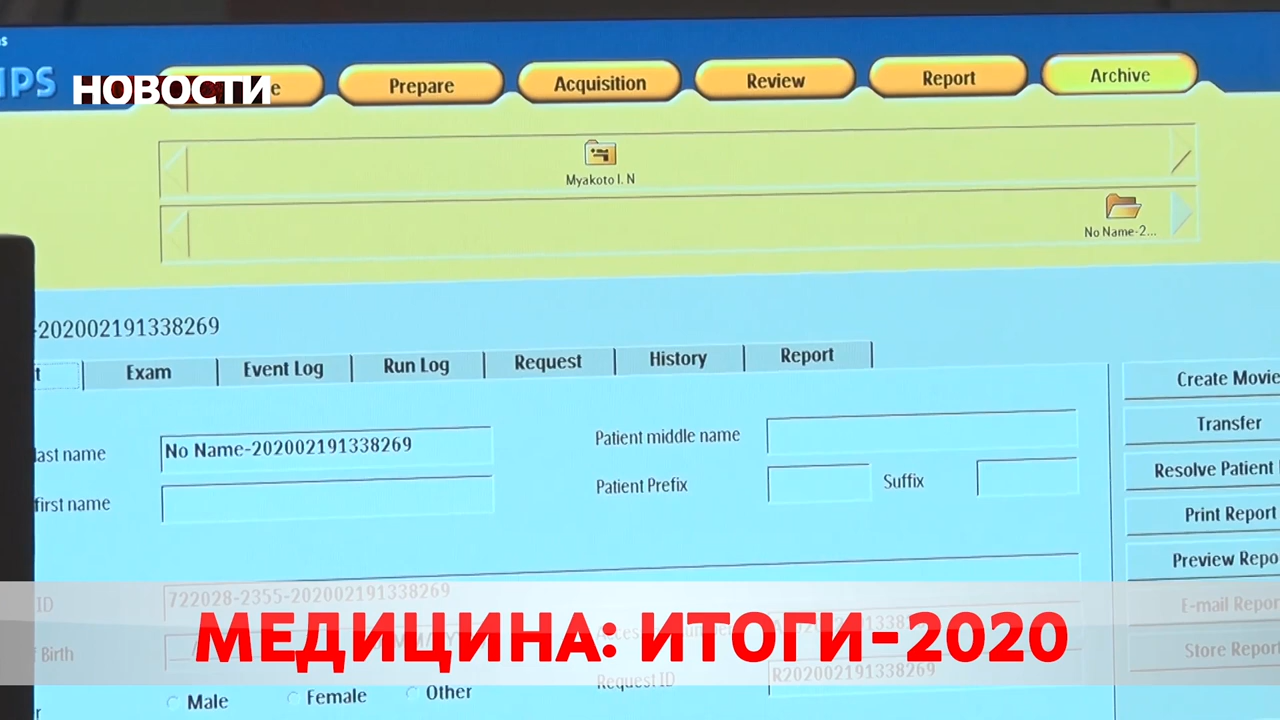 IPS
НОВОСТИ
Prepare
Acquisition
Review
Report
Archive
Myakoto I. N
No Name-2...
-202002191338269
Exam
Event Log
Run Log
Request
History
Report
Create Movie
last name
No Name-202002191338269
Patient middle name
Transfer
first name
Patient Prefix
Suffix
Resolve Patient
Print Report
Preview Repo
ID
722028-2355-202002191338269
E-mail Repor
МЕДИЦИНА: ИТОГИ-2020
Birth
Store Report
Request ID
R202002191338269
Male
Female
Other